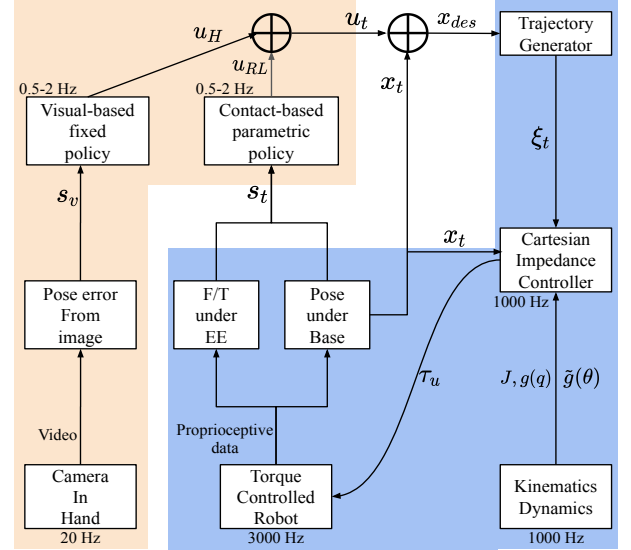 u_H
u_t
x_des
Trajectory
Generator
u_RL
0.5-2 Hz
0.5-2 Hz
x_t
Visual-based
fixed
policy
Contact-based
parametric
policy
ξ_t
s_v
s_t
x_t
Cartesian
Impedance
Controller
1000 Hz
Pose error
From
image
F/T
under
EE
Pose
under
Base
τ_u
J, g(q) g̃(θ)
Video
Proprioceptive
data
Camera
In
Hand
20 Hz
Torque
Controlled
Robot
3000 Hz
Kinematics
Dynamics
1000 Hz